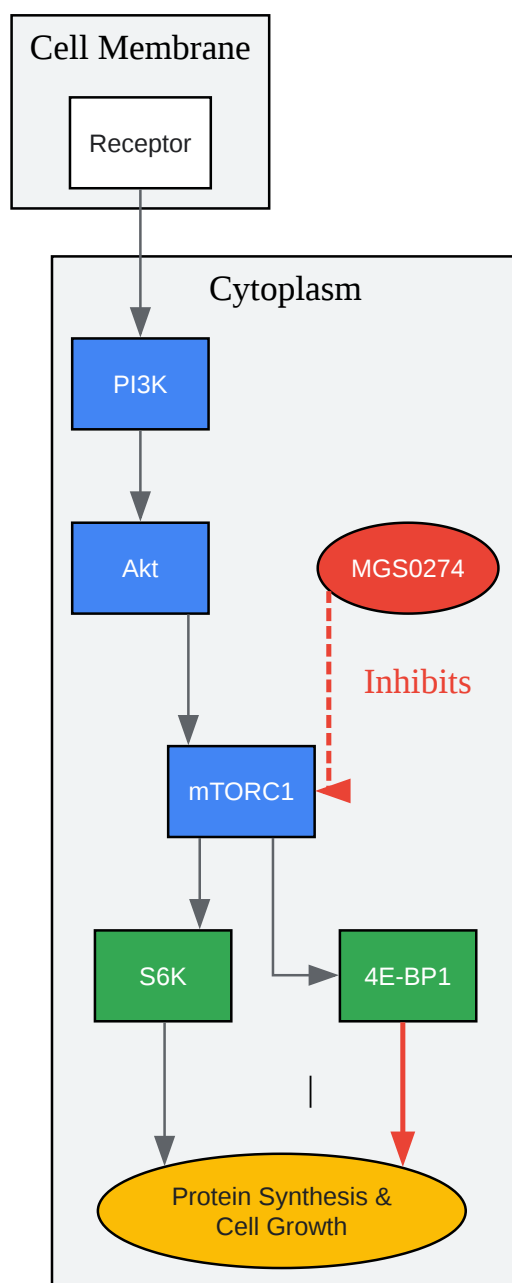 Cell Membrane
Receptor
Cytoplasm
PI3K
Akt
MGS0274
Inhibits
mTORC1
S6K
4E-BP1
|
Protein Synthesis &
Cell Growth